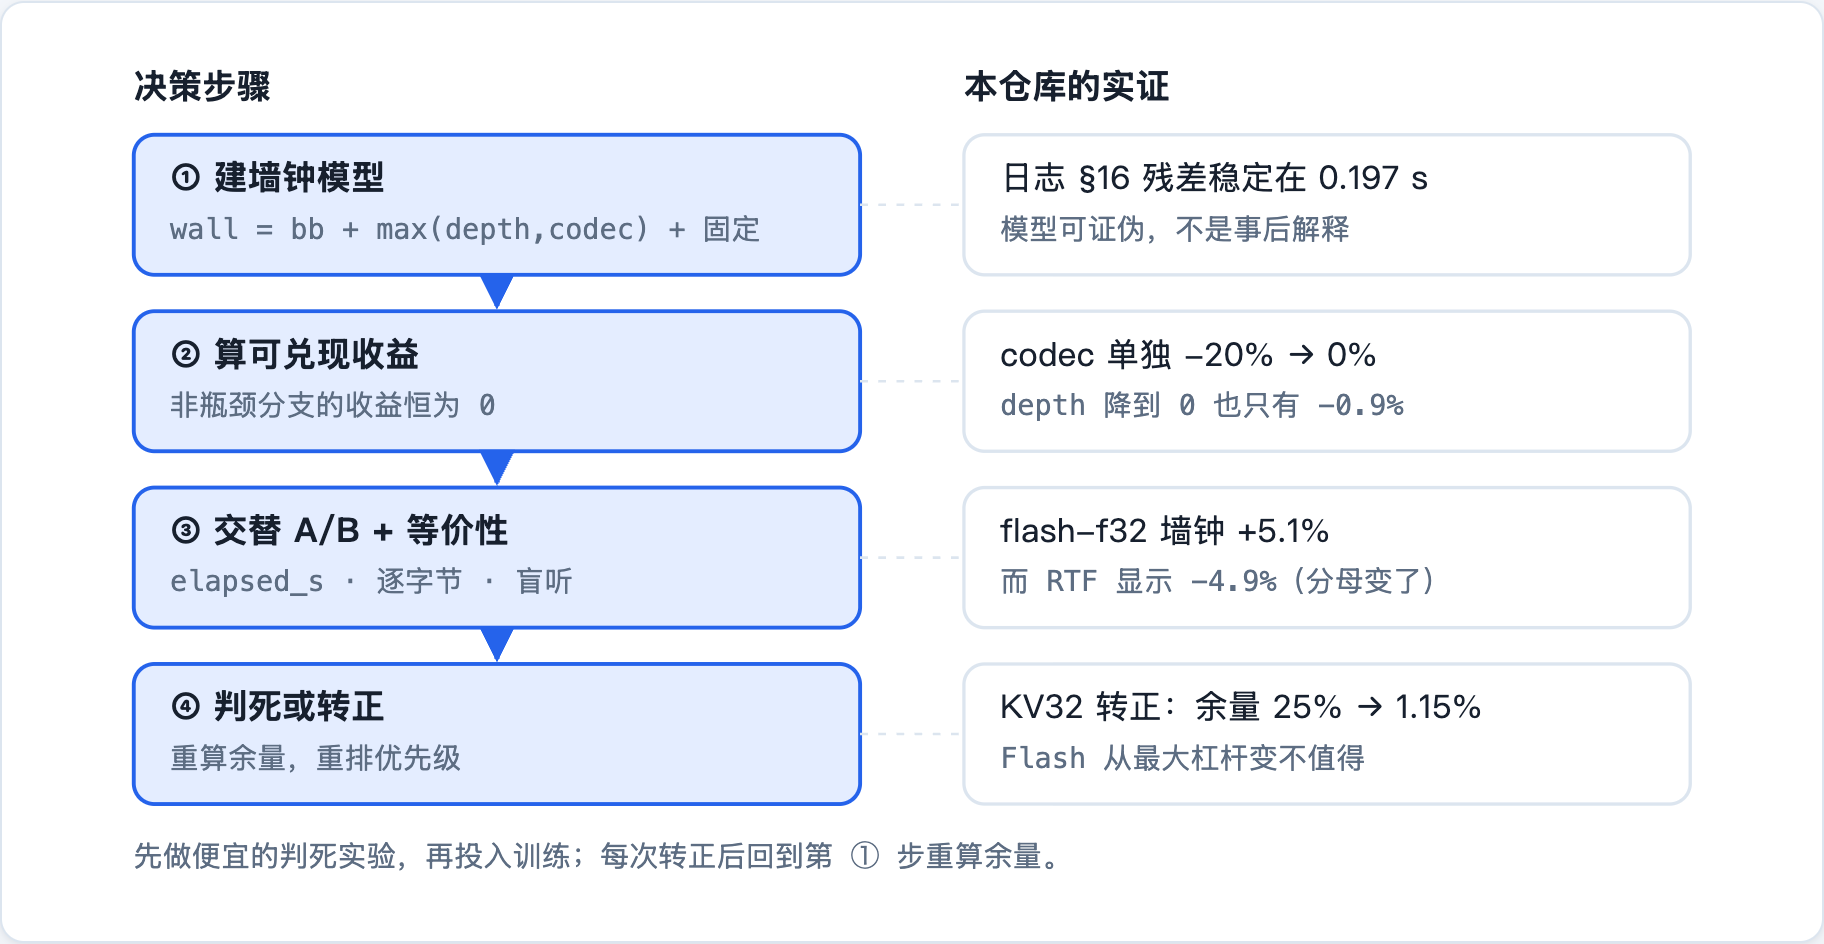 决策步骤
本仓库的实证
① 建墙钟模型
wall = bb + max(depth,codec) + 固定
日志 §16 残差稳定在 0.197 s
模型可证伪，不是事后解释
② 算可兑现收益
非瓶颈分支的收益恒为 0
codec 单独 −20% → 0%
depth 降到 0 也只有 −0.9%
③ 交替 A/B + 等价性
elapsed_s · 逐字节 · 盲听
flash−f32 墙钟 +5.1%
而 RTF 显示 −4.9%（分母变了）
④ 判死或转正
重算余量，重排优先级
KV32 转正：余量 25% → 1.15%
Flash 从最大杠杆变不值得
先做便宜的判死实验，再投入训练；每次转正后回到第 ① 步重算余量。